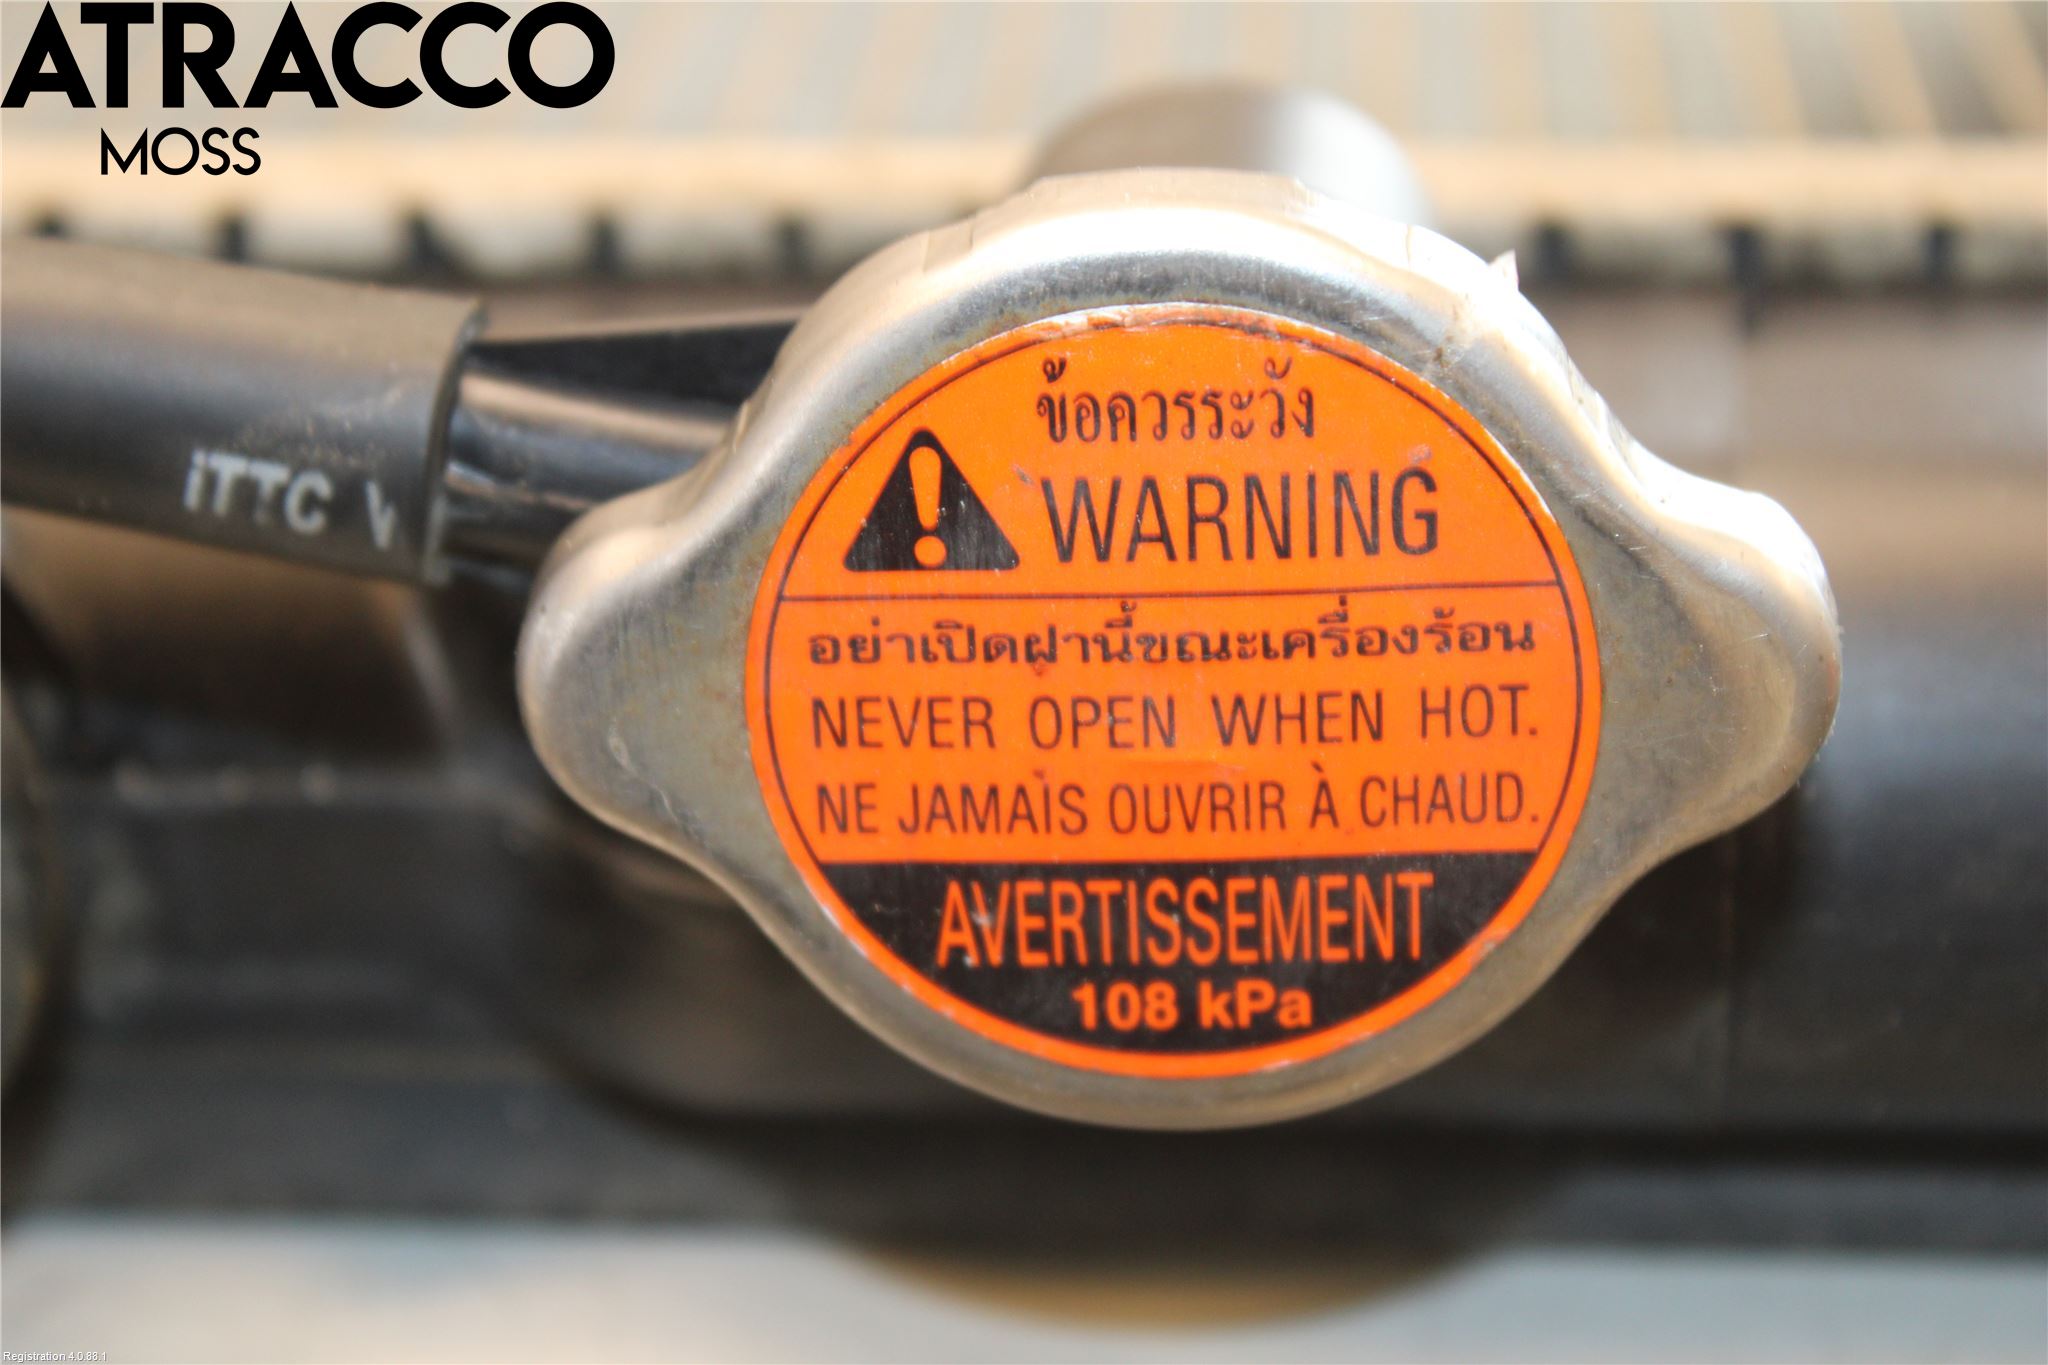 ATRACCO
MOSS
iTTC V
ข้อควรระวัง
WARNING
อย่าเปิดฝานี้ขณะเครื่องร้อน
NEVER OPEN WHEN HOT.
NE JAMAIS OUVRIR À CHAUD.
AVERTISSEMENT
108 kPa
Registration 4.0.88.1